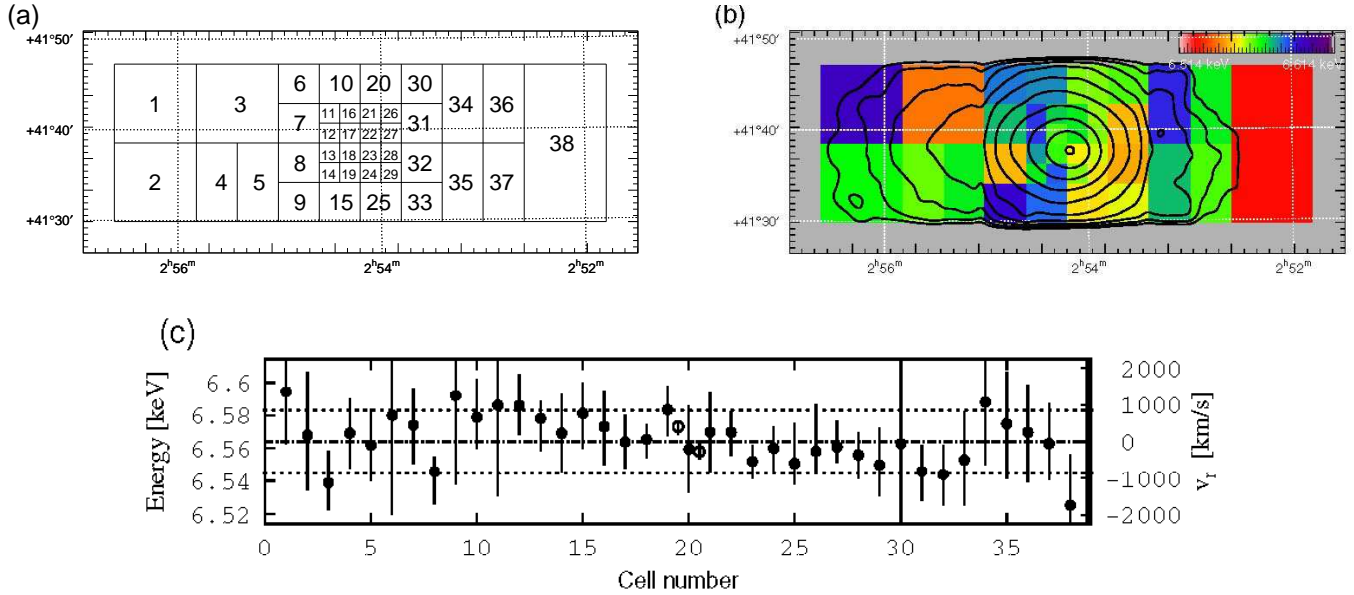 (a)
+41°50′
+41°40′
+41°30′
6 10 20 30
1 3 34 36
11 16 21 26
7 31
12 17 22 27
38
13 18 23 28
8 32
2 4 5 35 37
14 19 24 29
9 15 25 33
2ʰ56ᵐ 2ʰ54ᵐ 2ʰ52ᵐ
(b)
+41°50′
6.514 keV 6.614 keV
+41°40′
+41°30′
2ʰ56ᵐ 2ʰ54ᵐ 2ʰ52ᵐ
(c)
Energy [keV]
6.6
6.58
6.56
6.54
6.52
2000
1000
0
-1000
-2000
v_r [km/s]
0 5 10 15 20 25 30 35
Cell number